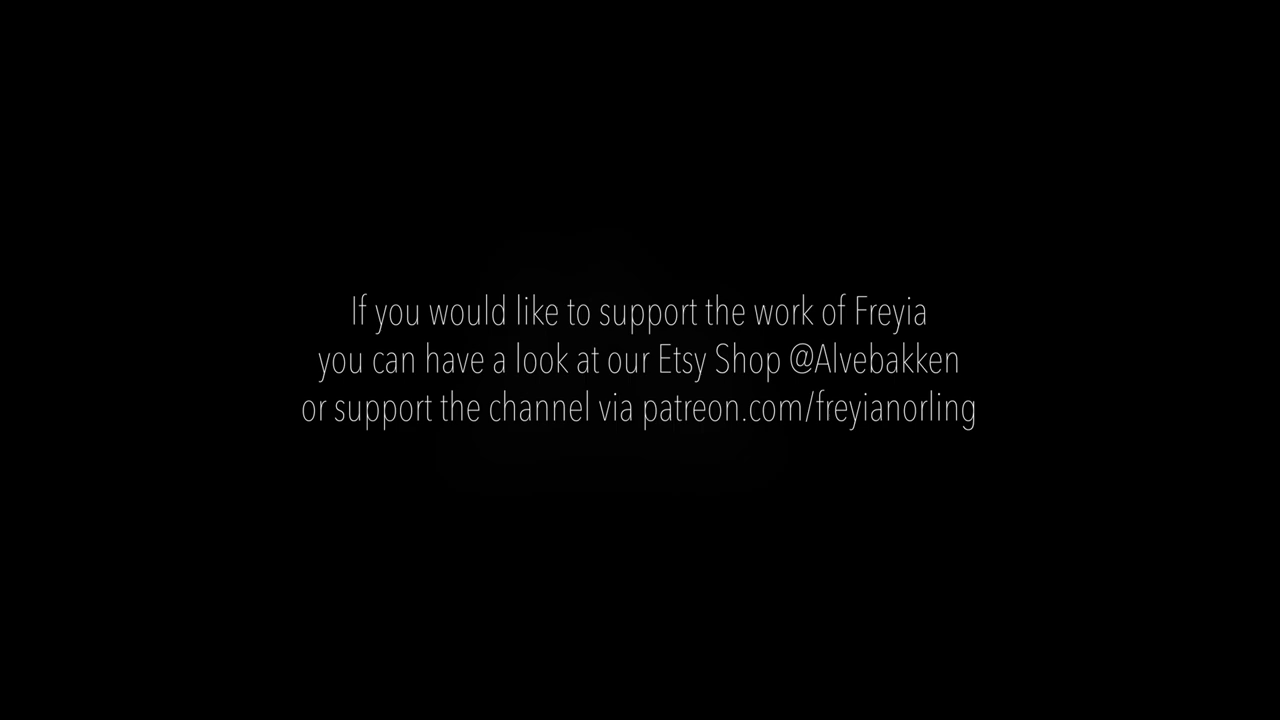 If you would like to support the work of Freyia
you can have a look at our Etsy Shop @Alvebakken
or support the channel via patreon.com/freyianorling